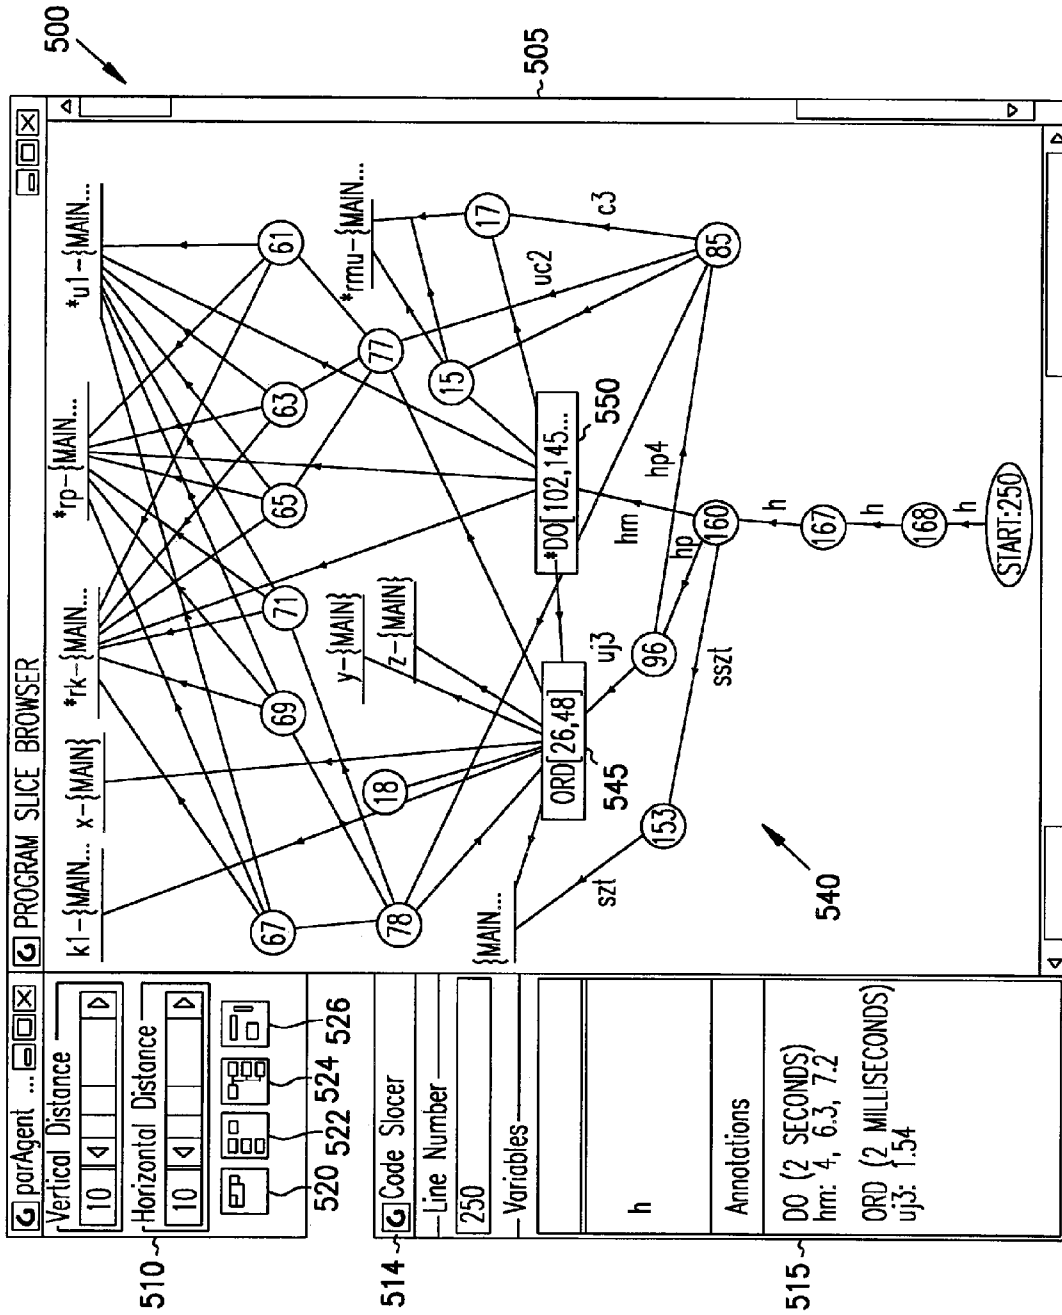 500
505
G parAgent ...
Vertical Distance
10
Horizontal Distance
10
510
520
522
524
526
514
G Code Slocer
Line Number
250
Variables
h
Annotations
DO (2 SECONDS)
hm: 4, 6.3, 7.2
ORD (2 MILLISECONDS)
uj3: 1.54
515
G PROGRAM SLICE BROWSER
k1-{MAIN...
x-{MAIN}
*rk-{MAIN...
*rp-{MAIN...
*u1-{MAIN...
67
69
71
65
63
61
78
18
y-{MAIN}
z-{MAIN}
77
*rmu-{MAIN...
15
17
{MAIN...
ORD[26,48]
545
*DO[102,145...
550
uc2
c3
szt
uj3
hm
hp
hp4
153
96
160
85
sszt
h
167
h
168
h
START:250
540